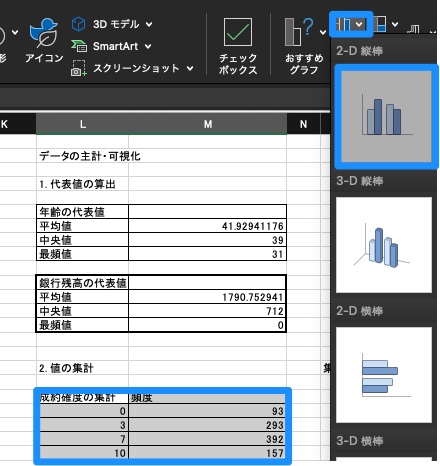 3D モデル
SmartArt
スクリーンショット
形
アイコン
チェック
ボックス
おすすめ
グラフ
2-D 縦棒
3-D 縦棒
2-D 横棒
3-D 横棒
K L M N
データの主計・可視化
1. 代表値の算出
年齢の代表値
平均値 41.92941176
中央値 39
最頻値 31
銀行残高の代表値
平均値 1790.752941
中央値 712
最頻値 0
2. 値の集計
成約確度の集計 頻度
0 93
3 293
7 392
10 157